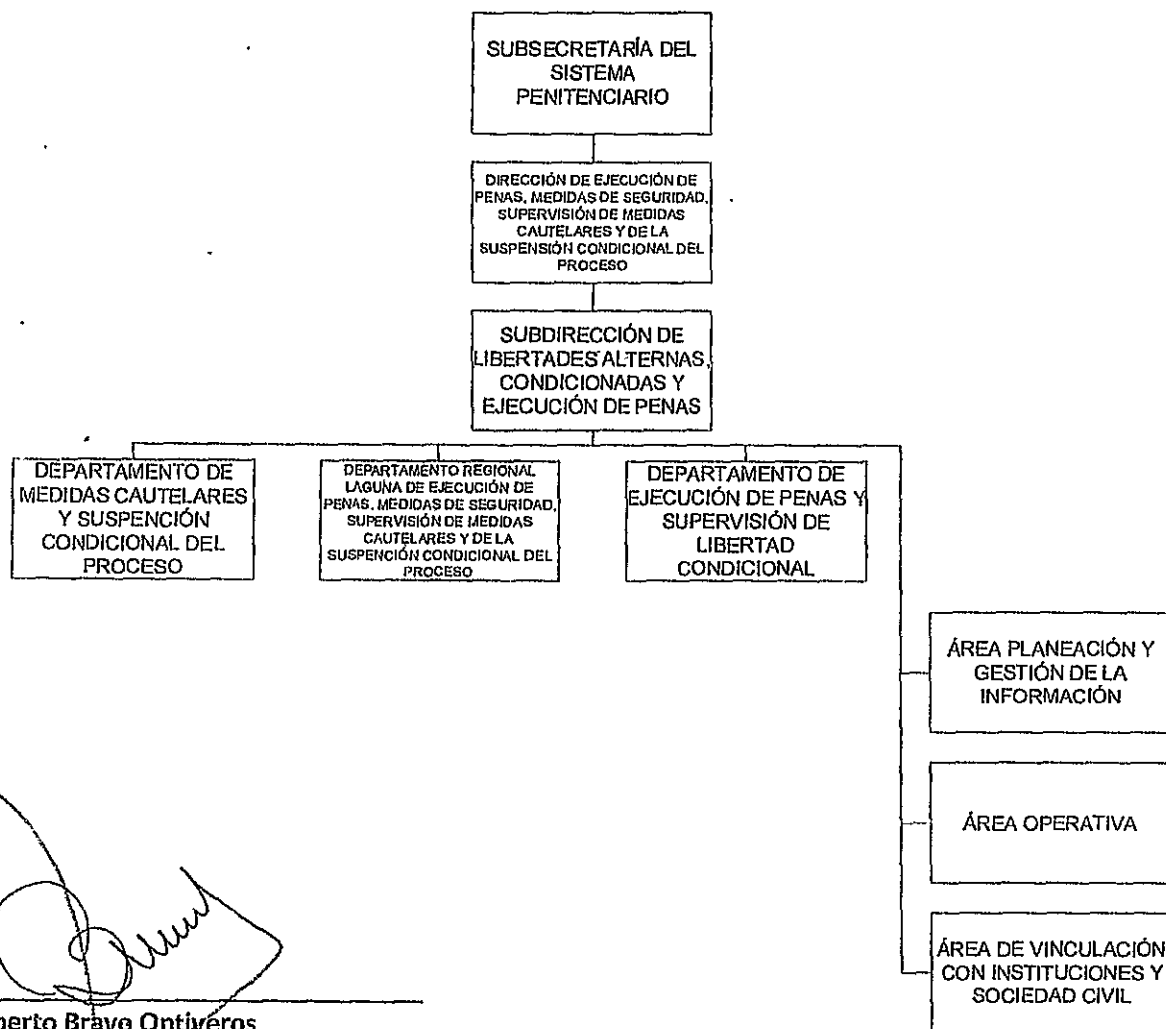 SUBSECRETARÍA DEL
SISTEMA
PENITENCIARIO
DIRECCIÓN DE EJECUCIÓN DE
PENAS, MEDIDAS DE SEGURIDAD,
SUPERVISIÓN DE MEDIDAS
CAUTELARES Y DE LA
SUSPENSIÓN CONDICIONAL DEL
PROCESO
SUBDIRECCIÓN DE
LIBERTADES ALTERNAS,
CONDICIONADAS Y
EJECUCIÓN DE PENAS
DEPARTAMENTO DE
MEDIDAS CAUTELARES
Y SUSPENCIÓN
CONDICIONAL DEL
PROCESO
DEPARTAMENTO REGIONAL
LAGUNA DE EJECUCIÓN DE
PENAS, MEDIDAS DE SEGURIDAD,
SUPERVISIÓN DE MEDIDAS
CAUTELARES Y DE LA
SUSPENCIÓN CONDICIONAL DEL
PROCESO
DEPARTAMENTO DE
EJECUCIÓN DE PENAS Y
SUPERVISIÓN DE
LIBERTAD
CONDICIONAL
ÁREA PLANEACIÓN Y
GESTIÓN DE LA
INFORMACIÓN
ÁREA OPERATIVA
ÁREA DE VINCULACIÓN
CON INSTITUCIONES Y
SOCIEDAD CIVIL
Bravo Ontiveros